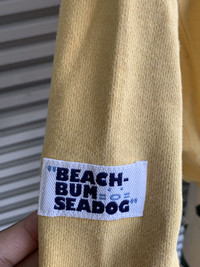 "BEACH-
BUM =O=
SEADOG"